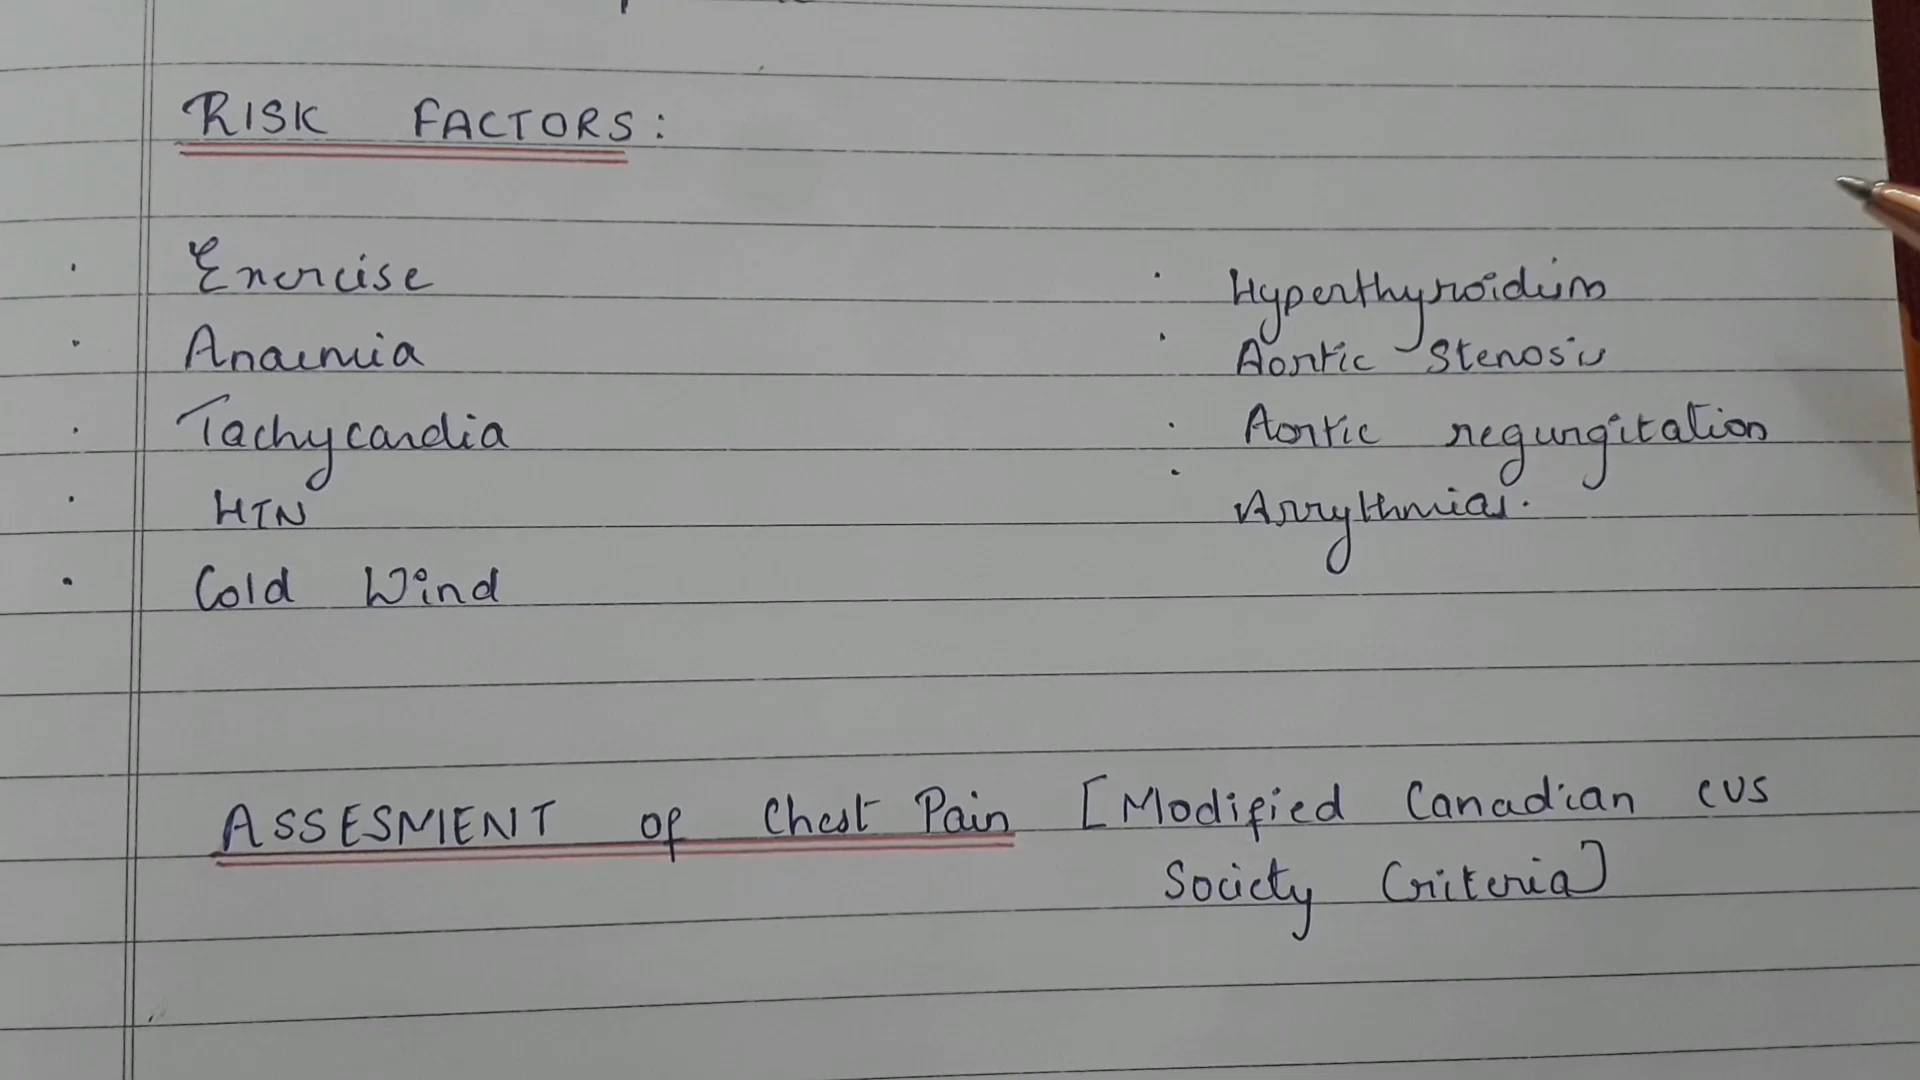 RISK FACTORS:
Exercise
Anaemia
Tachycardia
HTN
Cold Wind
Hyperthyroidism
Aortic Stenosis
Aortic regurgitation
Arrythmias.
ASSESMENT of Chest Pain [Modified Canadian CVS
Society Criteria]